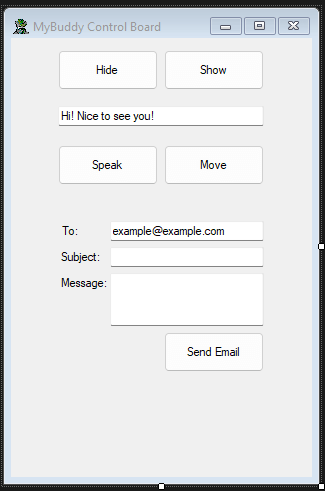 MyBuddy Control Board
Hide Show
Hi! Nice to see you!
Speak Move
To: example@example.com
Subject:
Message:
Send Email